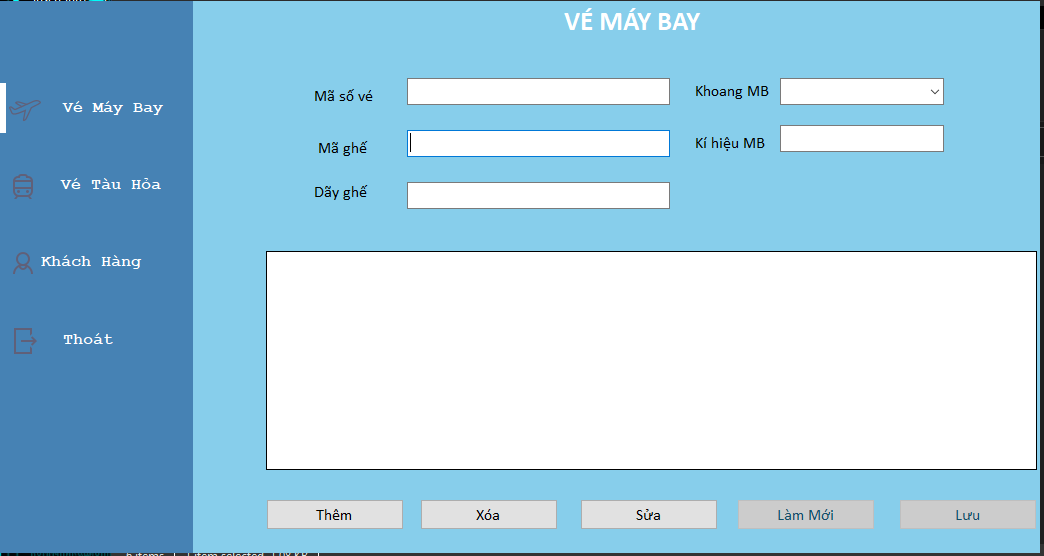 VÉ MÁY BAY
Vé Máy Bay
Vé Tàu Hỏa
Khách Hàng
Thoát
Mã số vé
Khoang MB
Mã ghế
Kí hiệu MB
Dãy ghế
Thêm
Xóa
Sửa
Làm Mới
Lưu